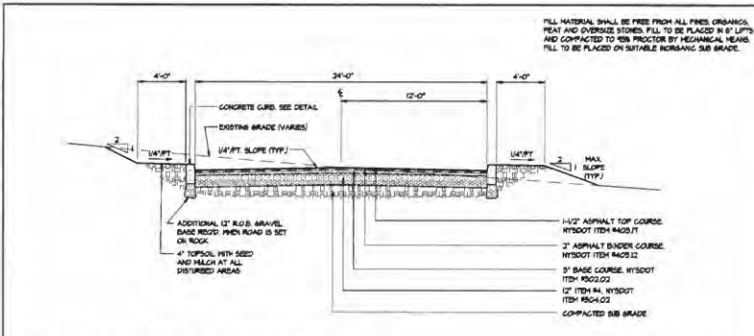 FILL MATERIAL SHALL BE FREE FROM ALL FINES, ORGANICS,
PEAT AND OVERSIZE STONES. FILL TO BE PLACED IN 8" LIFTS
AND COMPACTED TO 95% PROCTOR BY MECHANICAL MEANS.
FILL TO BE PLACED ON SUITABLE INORGANIC SUB GRADE.
4'-0"
24'-0"
4'-0"
12'-0"
CONCRETE CURB, SEE DETAIL
EXISTING GRADE (VARIES)
1/4"/FT. SLOPE (TYP.)
2
1
1/4"/FT
1/4"/FT
2
1
MAX.
SLOPE
(TYP.)
ADDITIONAL 12" R.O.B. GRAVEL
BASE REQ'D. WHEN ROAD IS SET
ON ROCK
4" TOPSOIL WITH SEED
AND MULCH AT ALL
DISTURBED AREAS
1-1/2" ASPHALT TOP COURSE,
NYSDOT ITEM #403.17
2" ASPHALT BINDER COURSE,
NYSDOT ITEM #403.12
3" BASE COURSE, NYSDOT
ITEM #302.02
12" ITEM #4, NYSDOT
ITEM #304.02
COMPACTED SUB GRADE